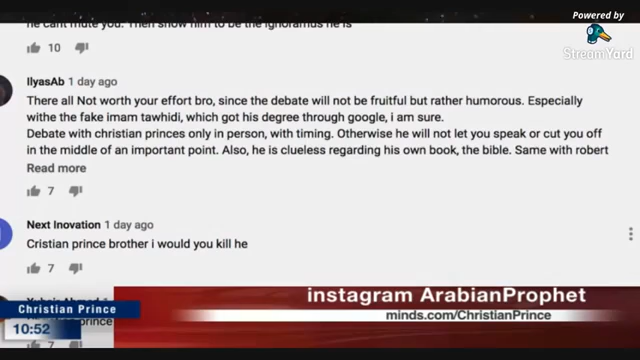 he cant mute you. Then show him to be the ignoramus he is
Powered by
StreamYard
10
IlyasAb 1 day ago
There all Not worth your effort bro, since the debate will not be fruitful but rather humorous. Especially
withe the fake imam tawhidi, which got his degree through google, i am sure.
Debate with christian princes only in person, with timing. Otherwise he will not let you speak or cut you off
in the middle of an important point. Also, he is clueless regarding his own book, the bible. Same with robert
Read more
7
Next Inovation 1 day ago
Cristian prince brother i would you kill he
7
instagram ArabianProphet
Christian Prince
minds.com/ChristianPrince
10:52
prince
7